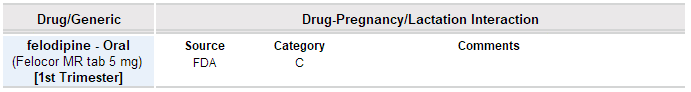 Drug/Generic Drug-Pregnancy/Lactation Interaction
felodipine - Oral Source Category Comments
(Felocor MR tab 5 mg) FDA C
[1st Trimester]